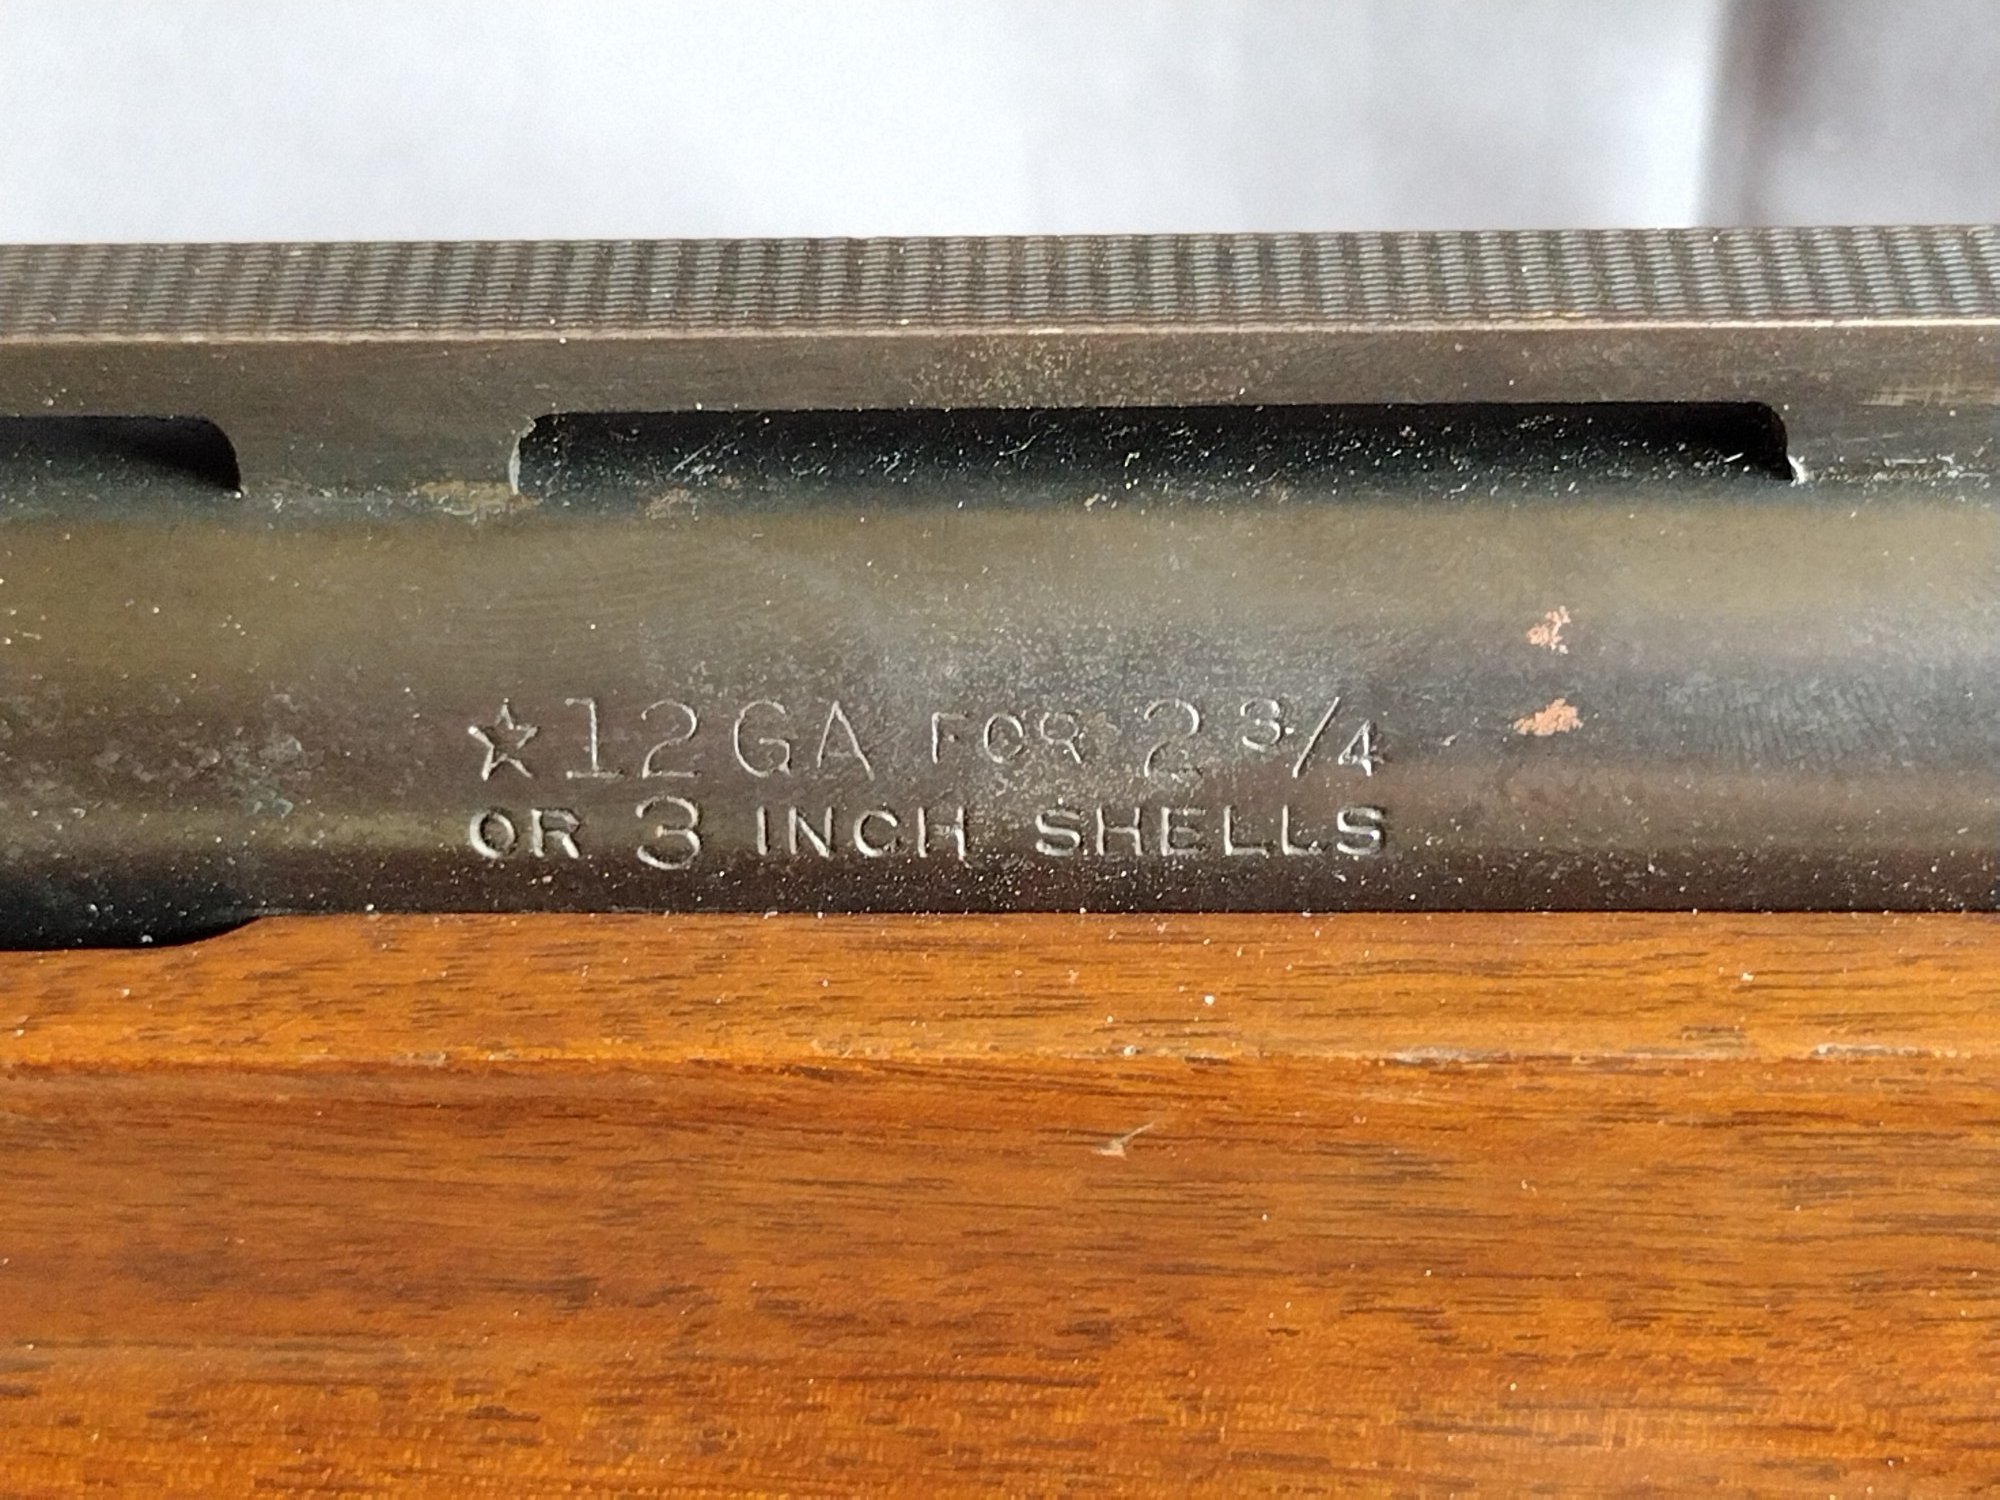 ☆12GA FOR 2 3/4
OR 3 INCH SHELLS